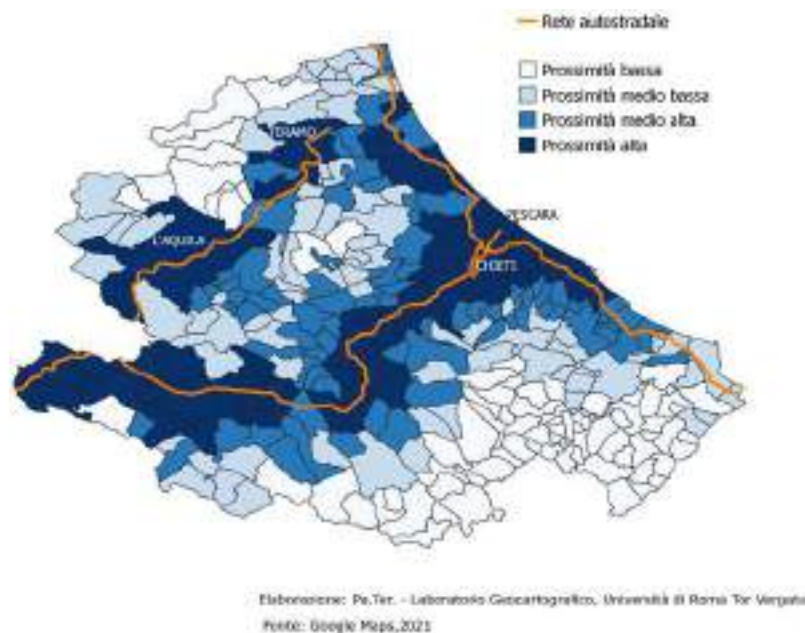 Rete autostradale
Prossimità bassa
Prossimità medio bassa
Prossimità medio alta
Prossimità alta
TERAMO
PESCARA
L'AQUILA
CHIETI
Elaborazione: Pa.Ter. - Laboratorio Geocartografico, Università di Roma Tor Vergata
Fonte: Google Maps,2021